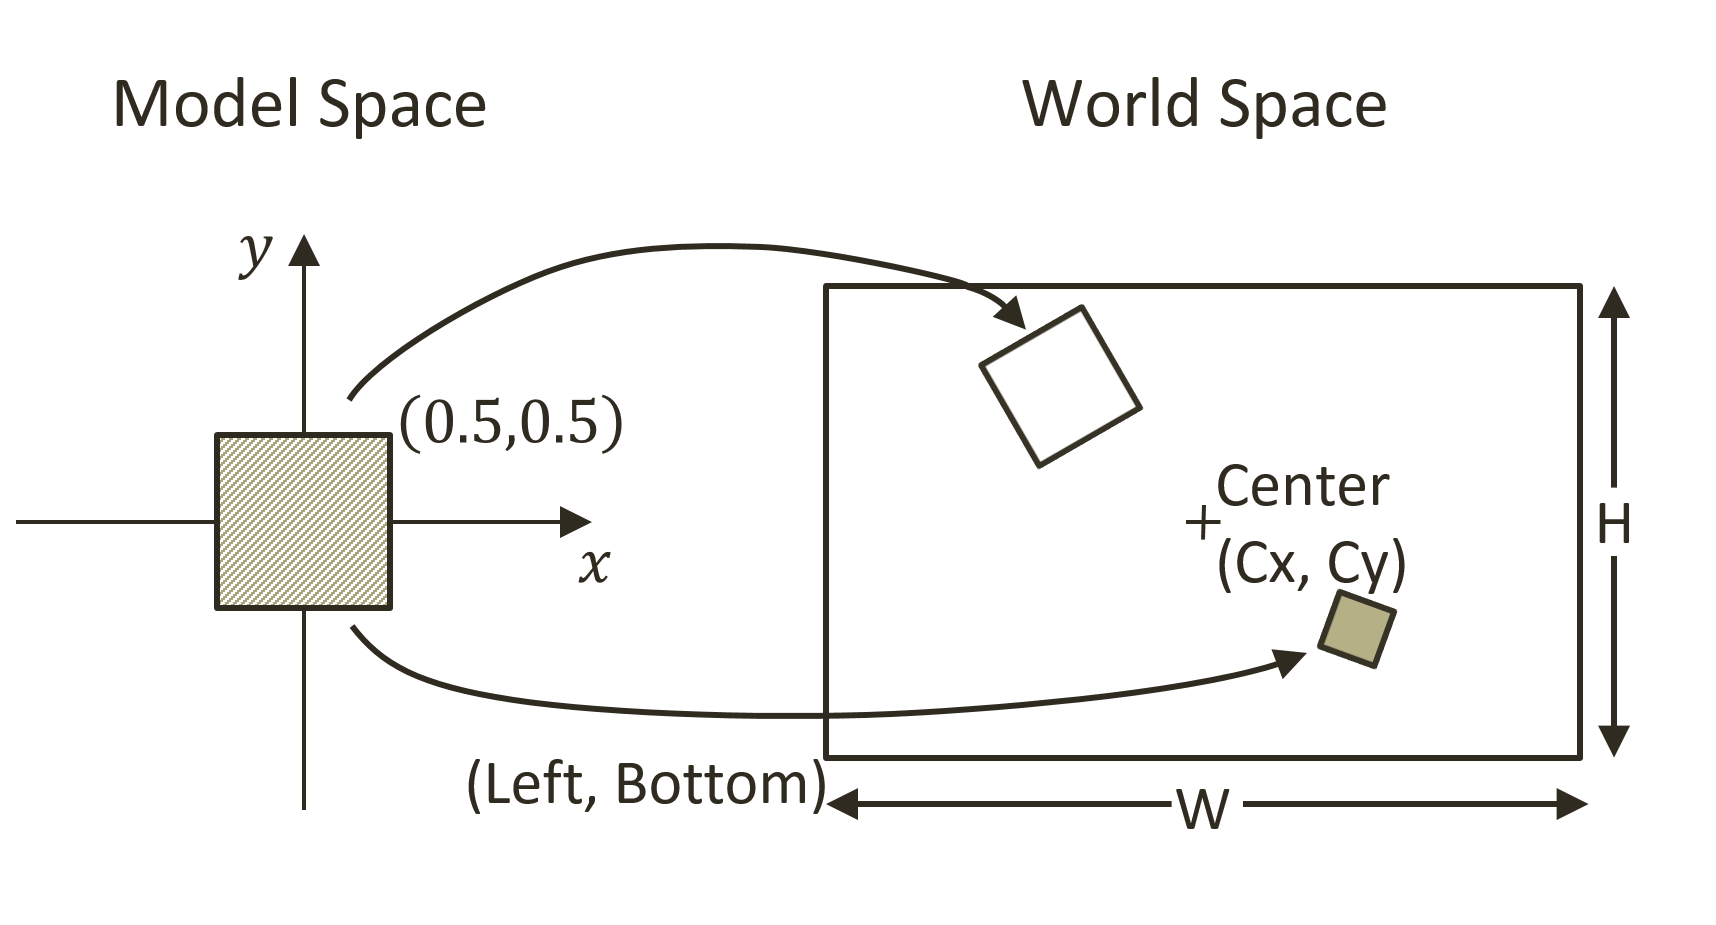 Model Space
World Space
y
(0.5,0.5)
x
Center
(Cx, Cy)
H
(Left, Bottom)
W